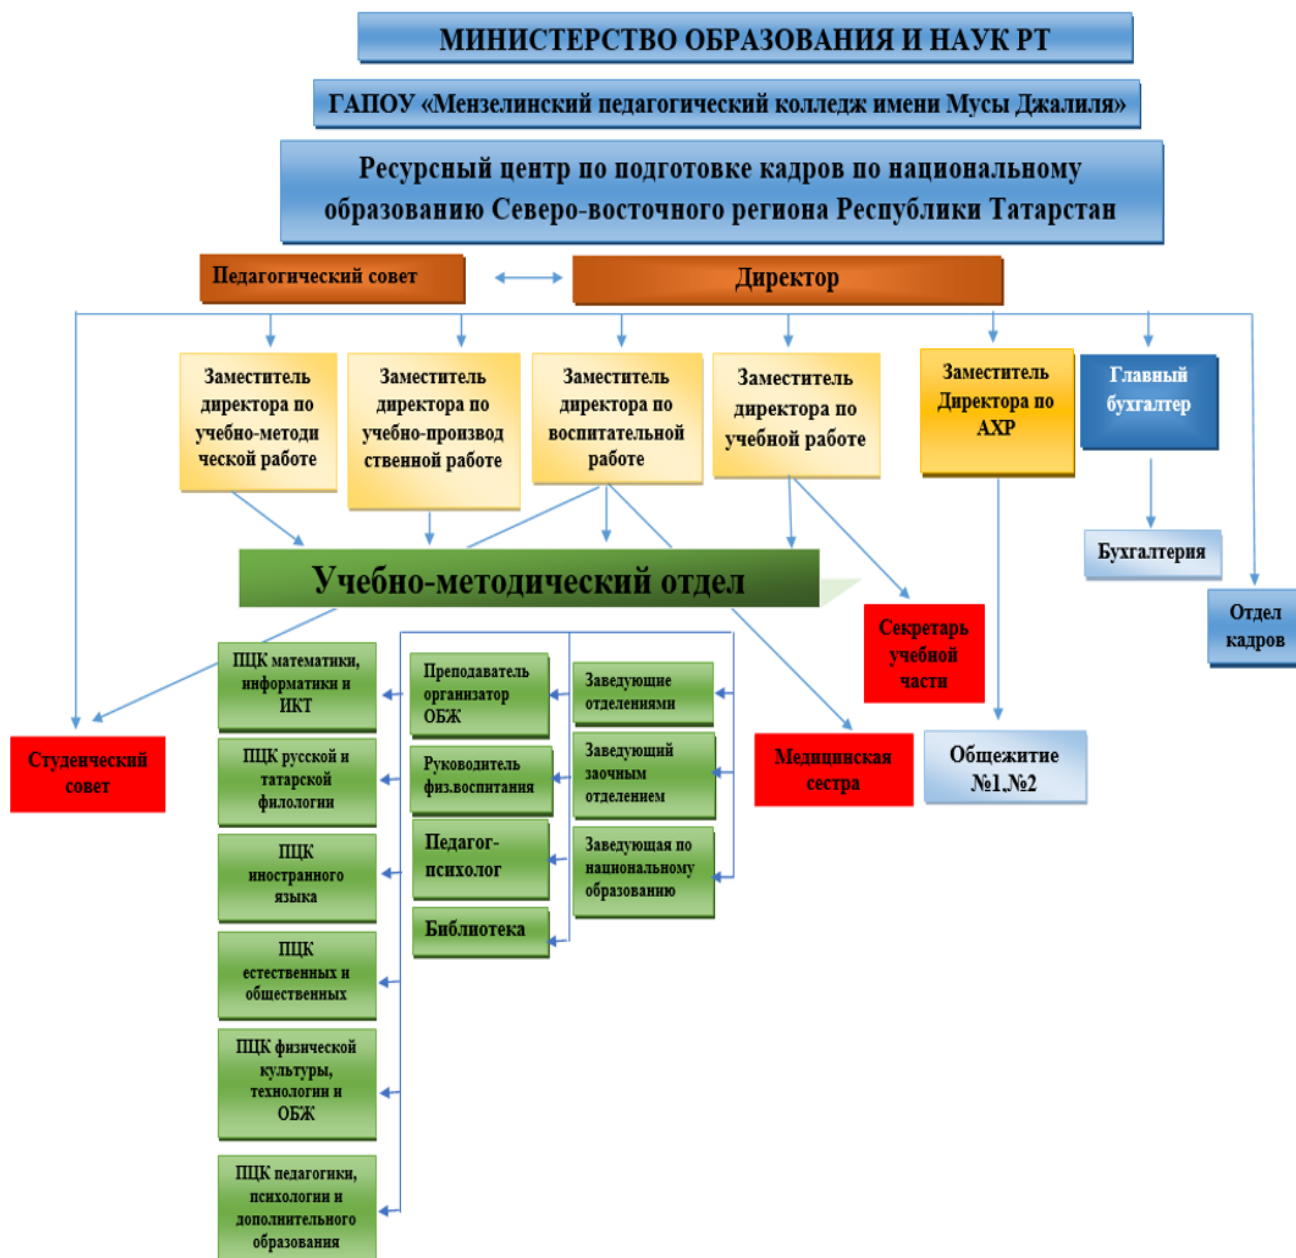 МИНИСТЕРСТВО ОБРАЗОВАНИЯ И НАУК РТ
ГАПОУ «Мензелинский педагогический колледж имени Мусы Джалиля»
Ресурсный центр по подготовке кадров по национальному
образованию Северо-восточного региона Республики Татарстан
Педагогический совет
Директор
Заместитель
директора по
учебно-методи
ческой работе
Заместитель
директора по
учебно-производ
ственной работе
Заместитель
директора по
воспитательной
работе
Заместитель
директора по
учебной работе
Заместитель
Директора по
АХР
Главный
бухгалтер
Бухгалтерия
Отдел
кадров
Учебно-методический отдел
Секретарь
учебной
части
Студенческий
совет
Медицинская
сестра
Общежитие
№1,№2
ПЦК математики,
информатики и
ИКТ
ПЦК русской и
татарской
филологии
ПЦК
иностранного
языка
ПЦК
естественных и
общественных
ПЦК физической
культуры,
технологии и
ОБЖ
ПЦК педагогики,
психологии и
дополнительного
образования
Преподаватель
организатор
ОБЖ
Руководитель
физ.воспитания
Педагог-
психолог
Библиотека
Заведующие
отделениями
Заведующий
заочным
отделением
Заведующая по
национальному
образованию